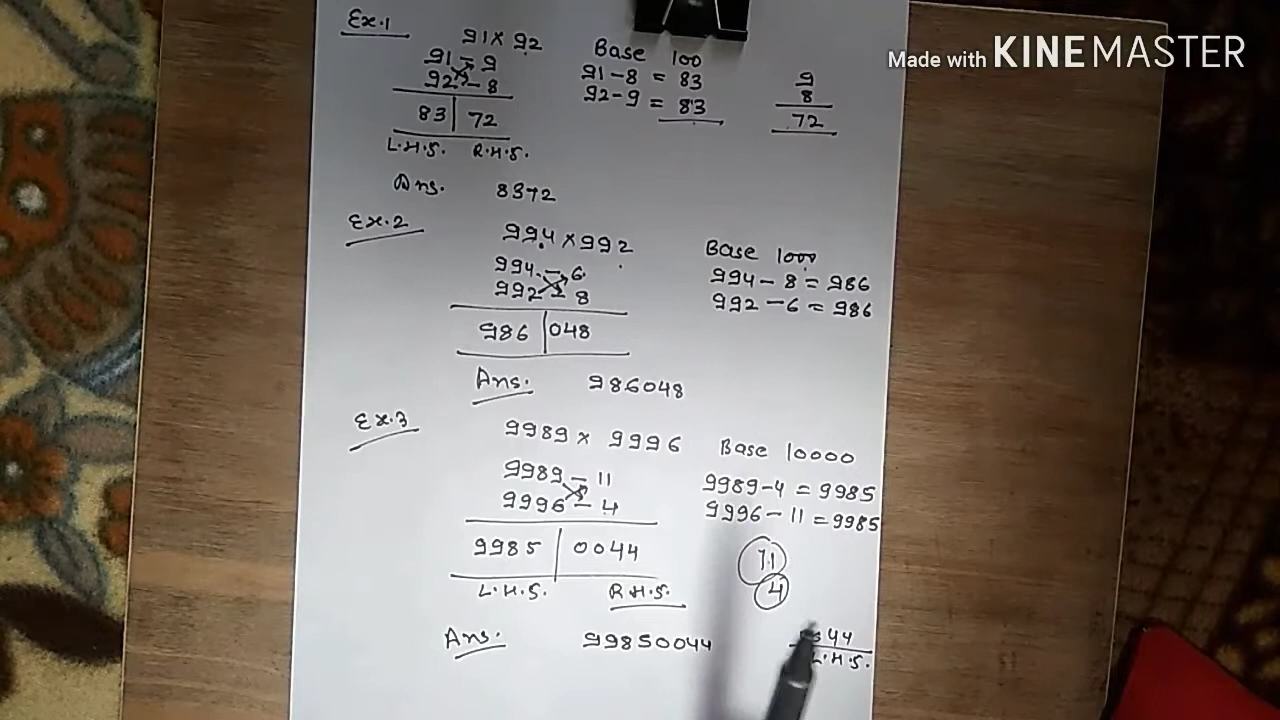 Made with KINEMASTER
Ex.1
91 × 92
91 - 9
92 - 8
83 | 72
L.H.S. R.H.S.
Base 100
91 - 8 = 83
92 - 9 = 83
9
8
72
Ans. 8372
Ex.2
994 × 992
994 - 6
992 - 8
986 | 048
Base 1000
994 - 8 = 986
992 - 6 = 986
Ans. 986048
Ex.3
9989 × 9996
9989 - 11
9996 - 4
9985 | 0044
L.H.S. R.H.S.
Base 10000
9989-4 = 9985
9996 - 11 = 9985
11
4
44
L.H.S.
Ans. 99850044